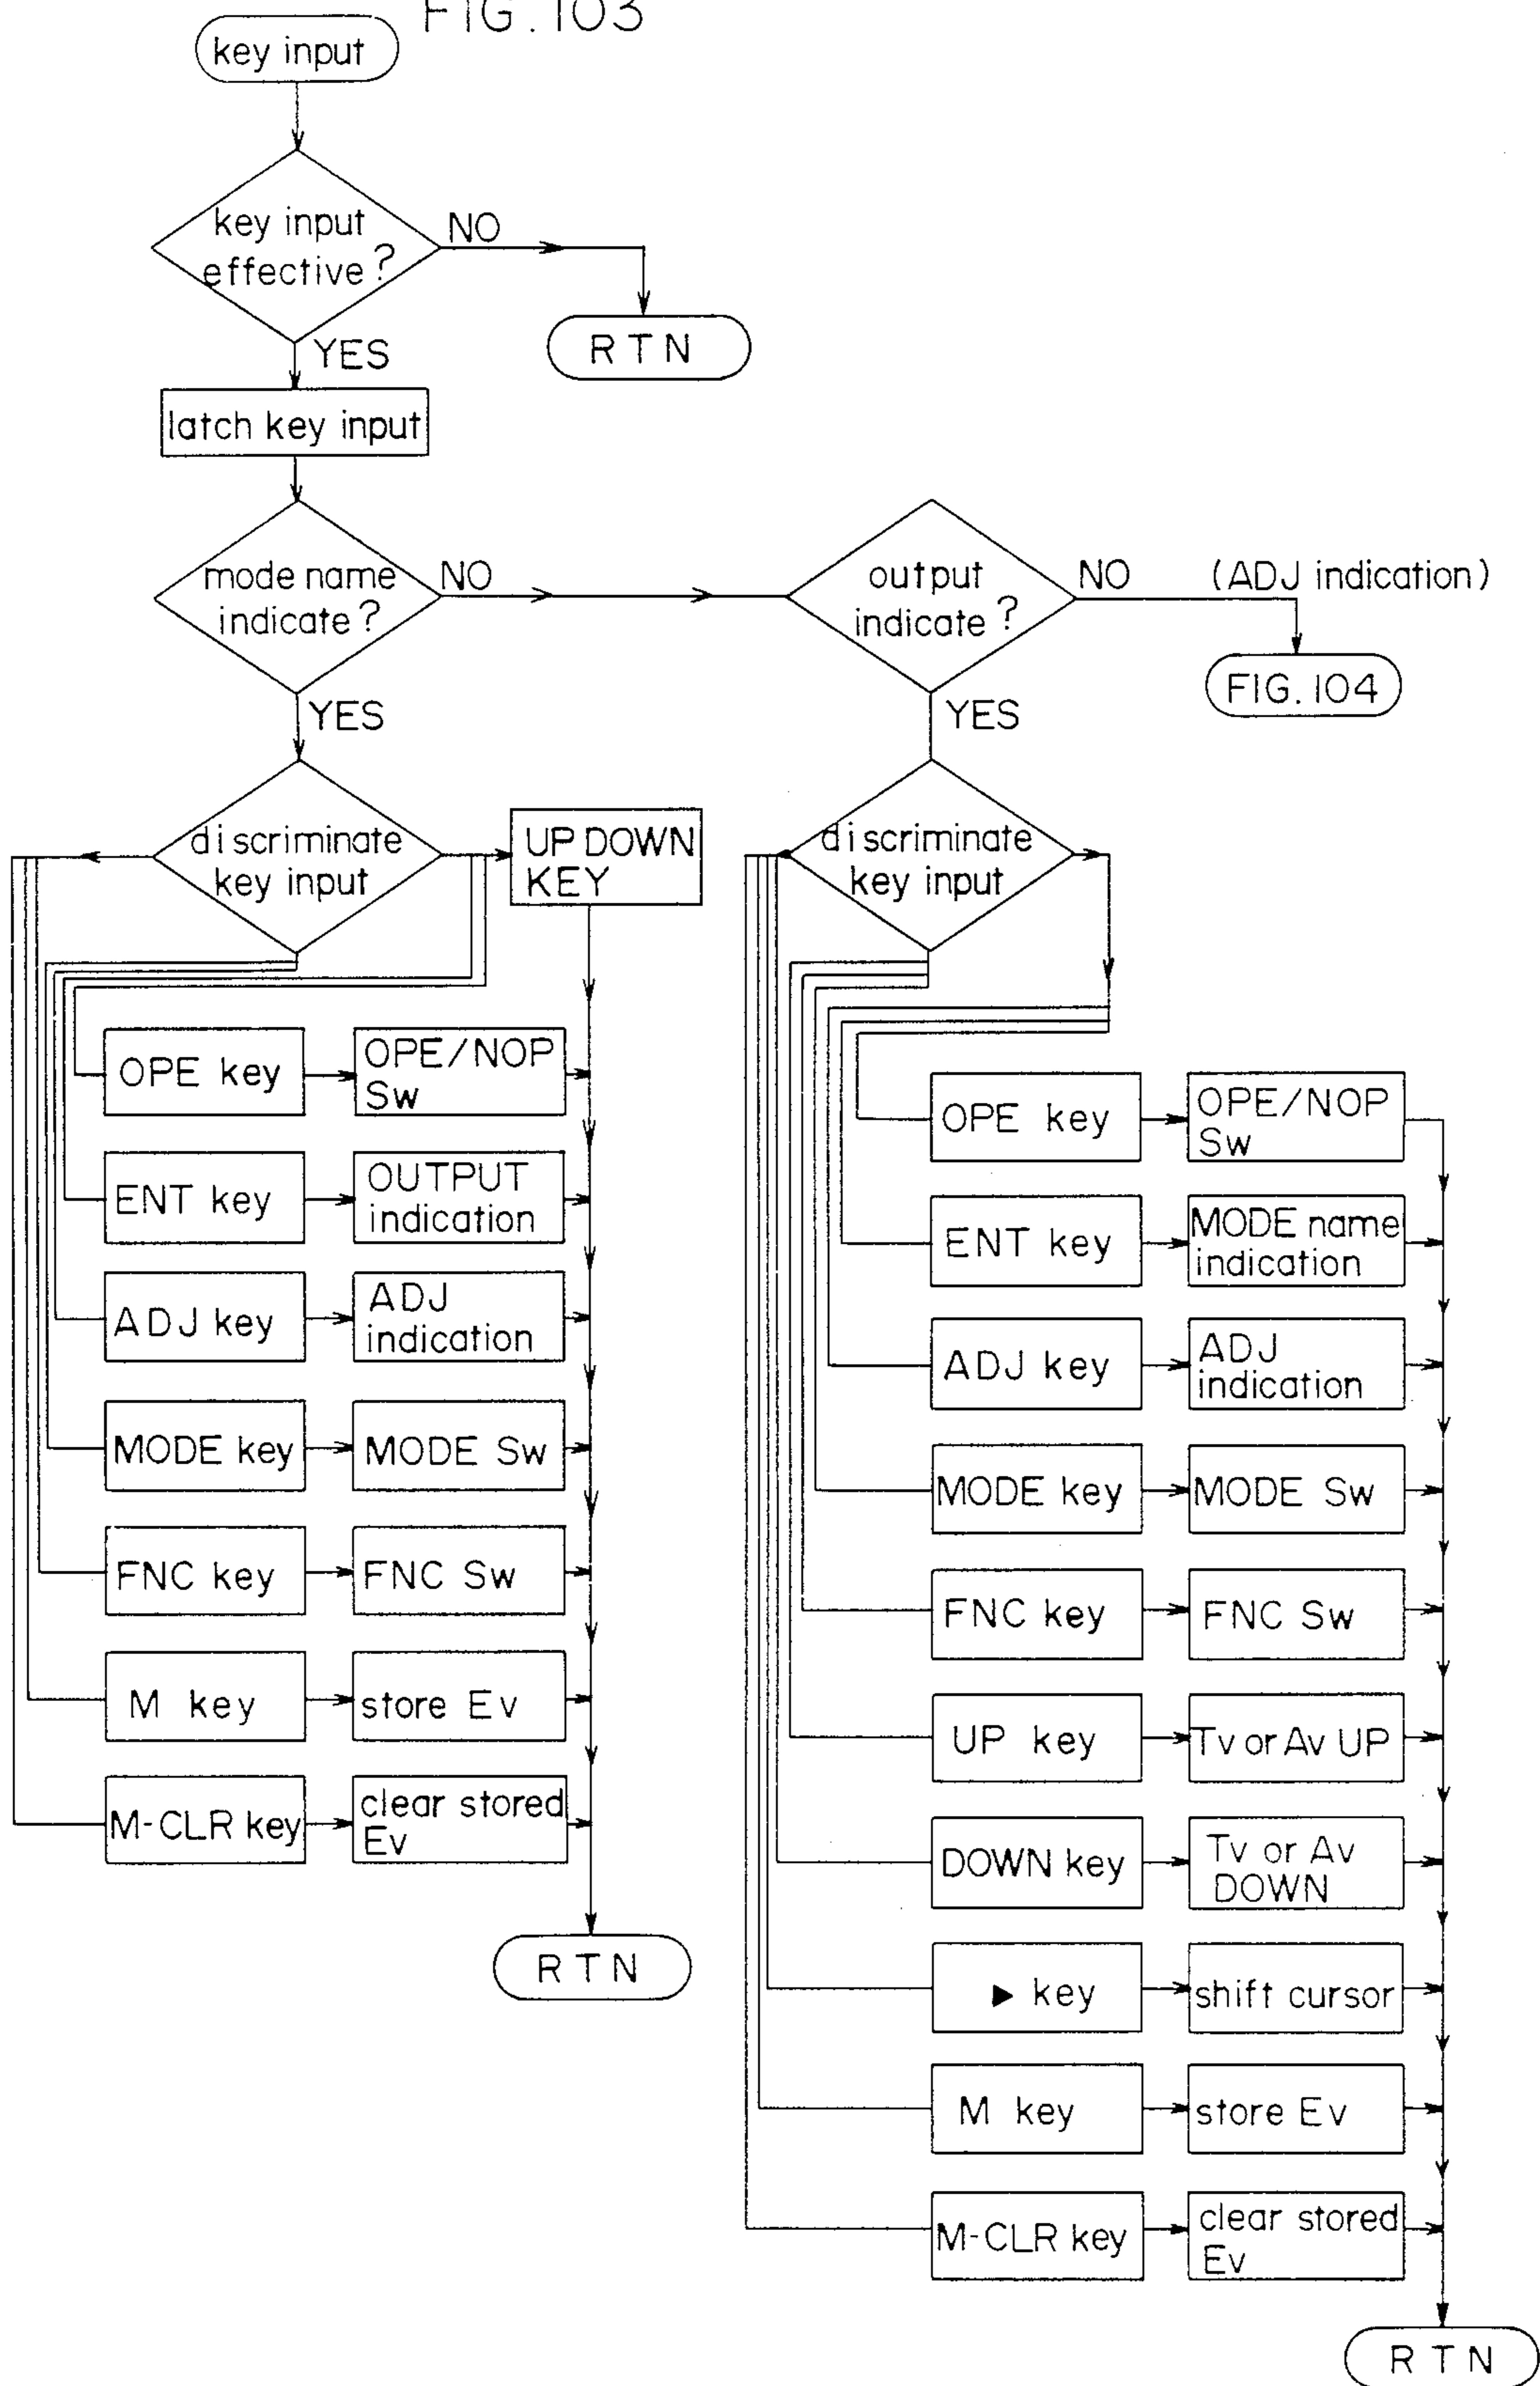 FIG. 103
key input
key input
effective?
NO
RTN
YES
latch key input
mode name
indicate?
NO
output
indicate?
NO
(ADJ indication)
FIG. 104
YES
YES
discriminate
key input
UP DOWN
KEY
OPE key
OPE/NOP
Sw
ENT key
OUTPUT
indication
ADJ key
ADJ
indication
MODE key
MODE Sw
FNC key
FNC Sw
M key
store Ev
M-CLR key
clear stored
Ev
RTN
discriminate
key input
OPE key
OPE/NOP
Sw
ENT key
MODE name
indication
ADJ key
ADJ
indication
MODE key
MODE Sw
FNC key
FNC Sw
UP key
Tv or Av UP
DOWN key
Tv or Av
DOWN
▶ key
shift cursor
M key
store Ev
M-CLR key
clear stored
Ev
RTN